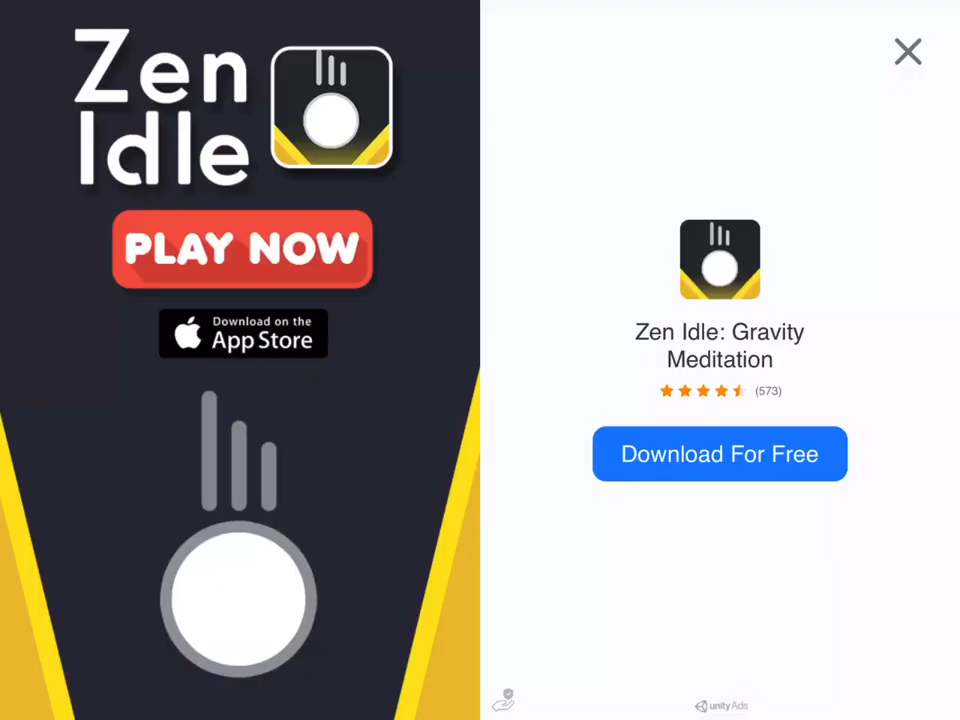 Zen
Idle
PLAY NOW
Download on the
App Store
Zen Idle: Gravity
Meditation
(573)
Download For Free
unity Ads